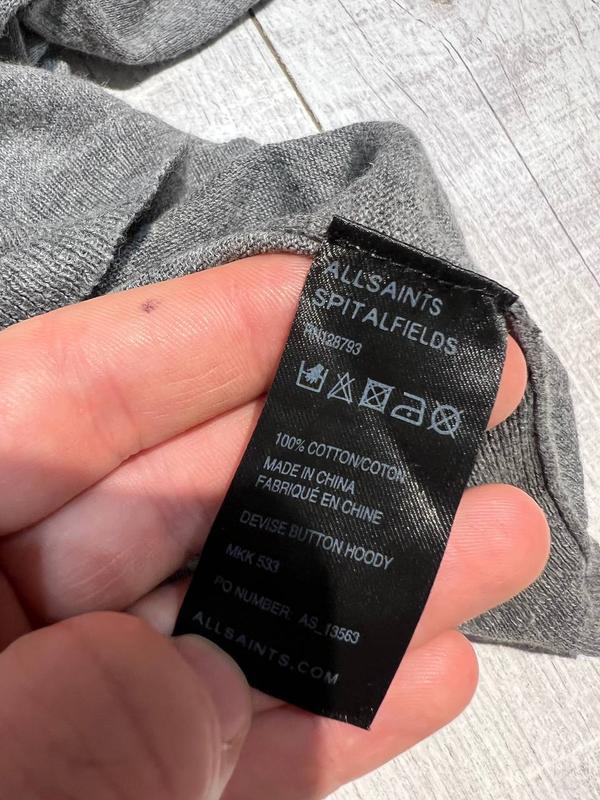 ALLSAINTS
SPITALFIELDS
RN128793
100% COTTON/COTON
MADE IN CHINA
FABRIQUÉ EN CHINE
DEVISE BUTTON HOODY
MKK 533
PO NUMBER: AS_13563
ALLSAINTS.COM